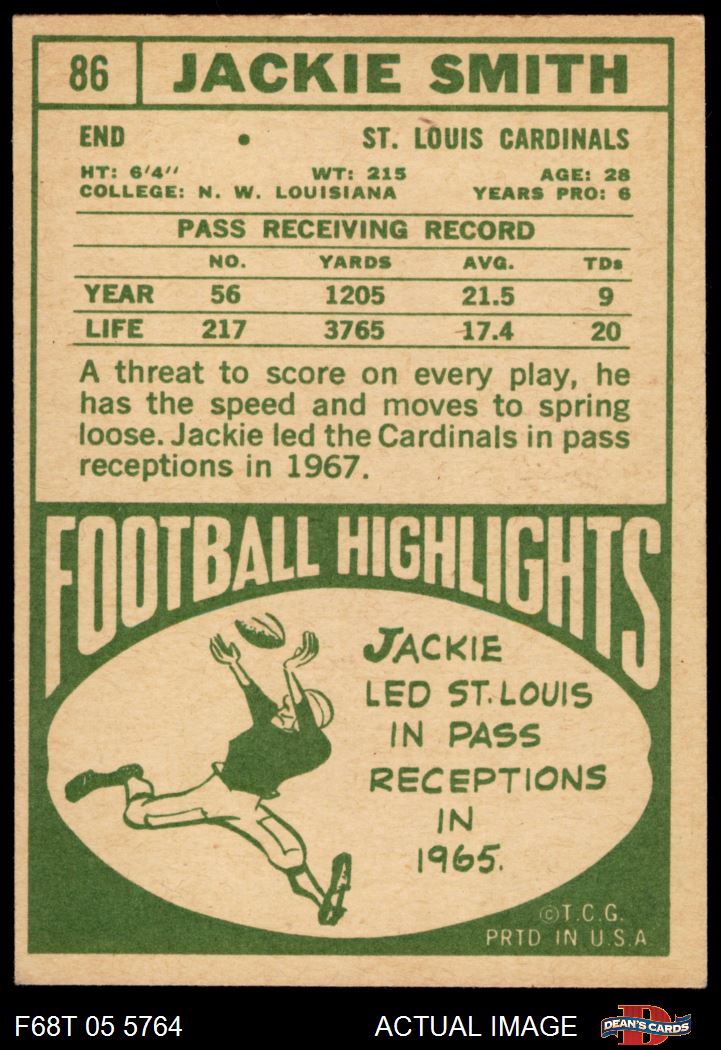 86 JACKIE SMITH
END • ST. LOUIS CARDINALS
HT: 6'4'' WT: 215 AGE: 28
COLLEGE: N. W. LOUISIANA YEARS PRO: 6
PASS RECEIVING RECORD
NO. YARDS AVG. TDs
YEAR 56 1205 21.5 9
LIFE 217 3765 17.4 20
A threat to score on every play, he
has the speed and moves to spring
loose. Jackie led the Cardinals in pass
receptions in 1967.
FOOTBALL HIGHLIGHTS
JACKIE
LED ST. LOUIS
IN PASS
RECEPTIONS
IN
1965.
©T.C.G.
PRTD IN U.S.A
F68T 05 5764 ACTUAL IMAGE D DEAN'S CARDS